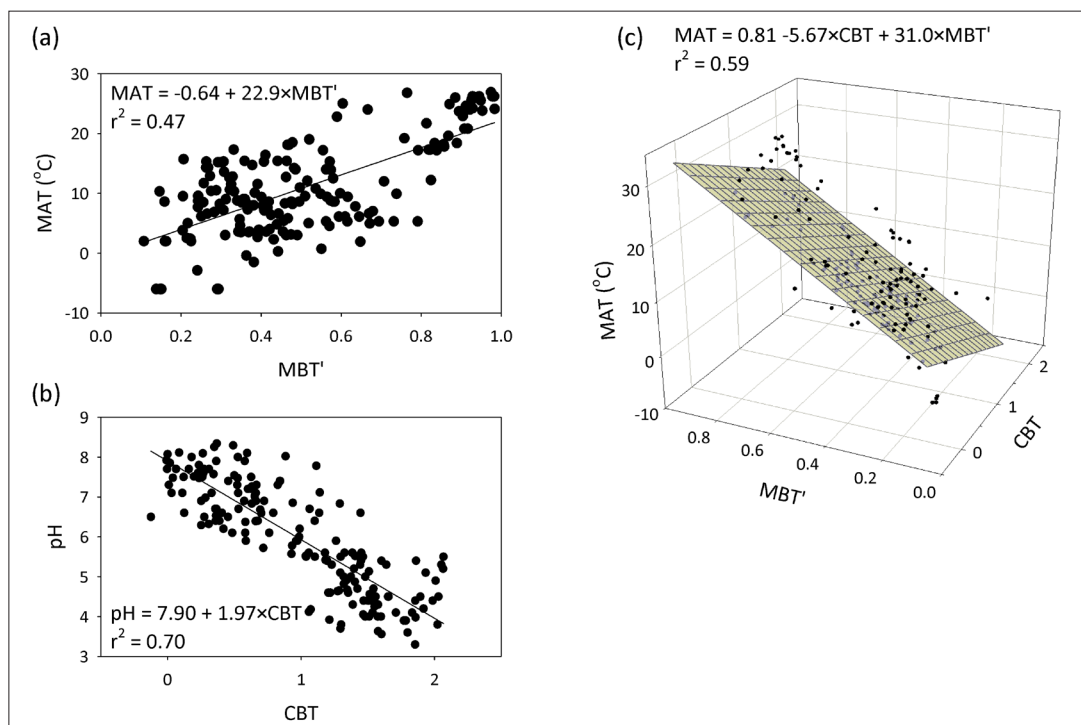 (a)
MAT = -0.64 + 22.9×MBT'
r² = 0.47
MAT (°C)
30
20
10
0
-10
0.0
0.2
0.4
0.6
0.8
1.0
MBT'
(b)
pH
9
8
7
6
5
4
3
pH = 7.90 + 1.97×CBT
r² = 0.70
0
1
2
CBT
(c)
MAT = 0.81 -5.67×CBT + 31.0×MBT'
r² = 0.59
MAT (°C)
30
20
10
0
-10
0.8
0.6
0.4
0.2
0.0
MBT'
2
1
0
CBT